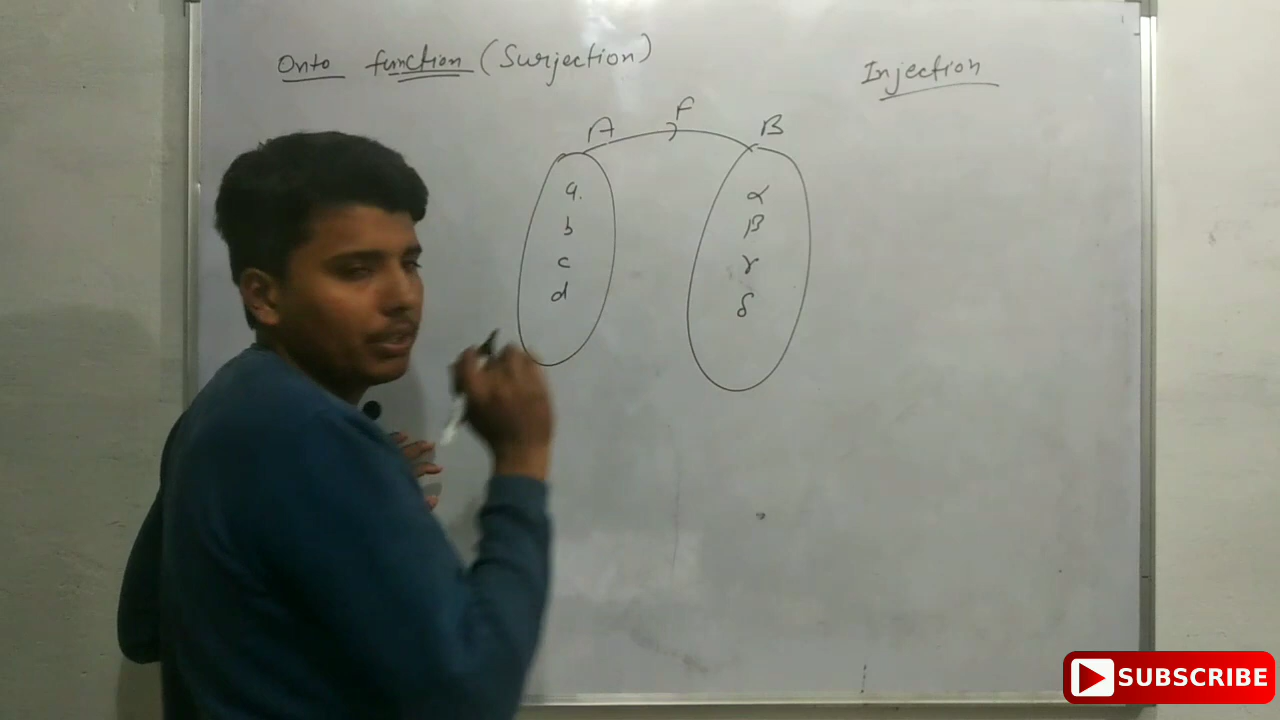 Onto function (Surjection)
Injection
F
A B
a. α
b β
c γ
d δ
SUBSCRIBE